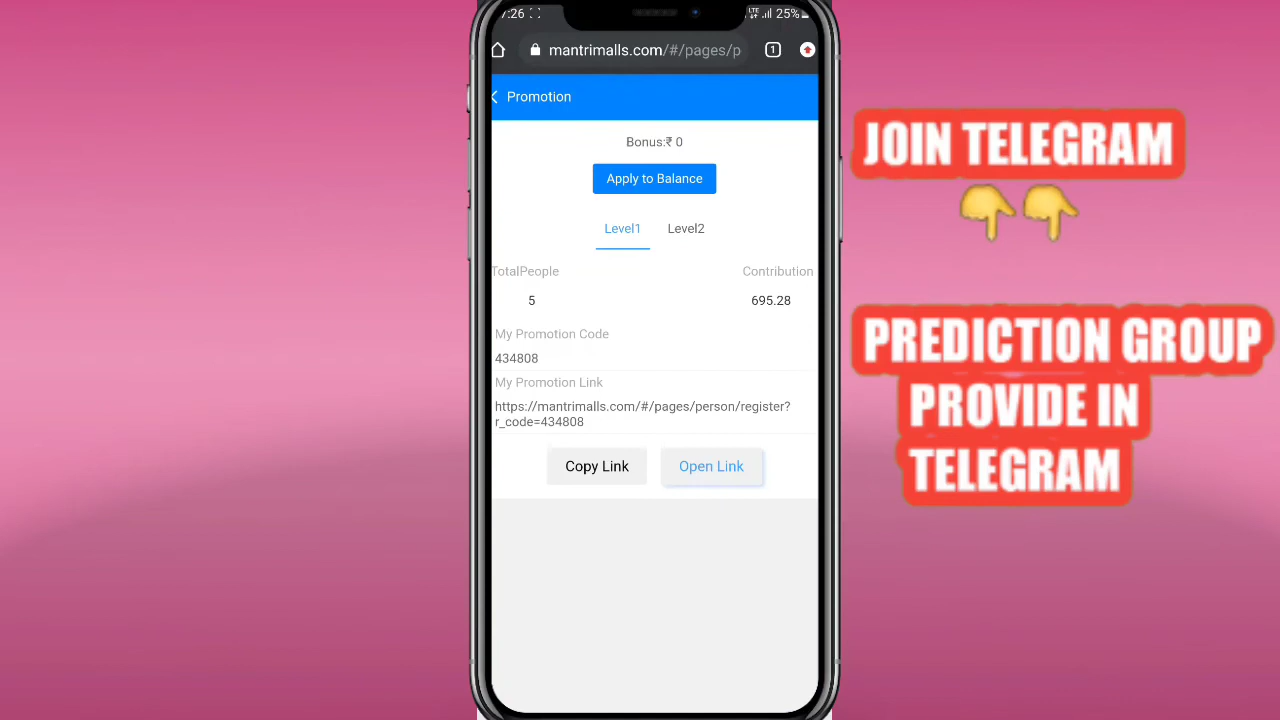 7:26
LTE 25%
mantrimalls.com/#/pages/p
1
Promotion
Bonus:₹ 0
Apply to Balance
Level1 Level2
TotalPeople Contribution
5 695.28
My Promotion Code
434808
My Promotion Link
https://mantrimalls.com/#/pages/person/register?
r_code=434808
Copy Link Open Link
JOIN TELEGRAM
PREDICTION GROUP
PROVIDE IN
TELEGRAM